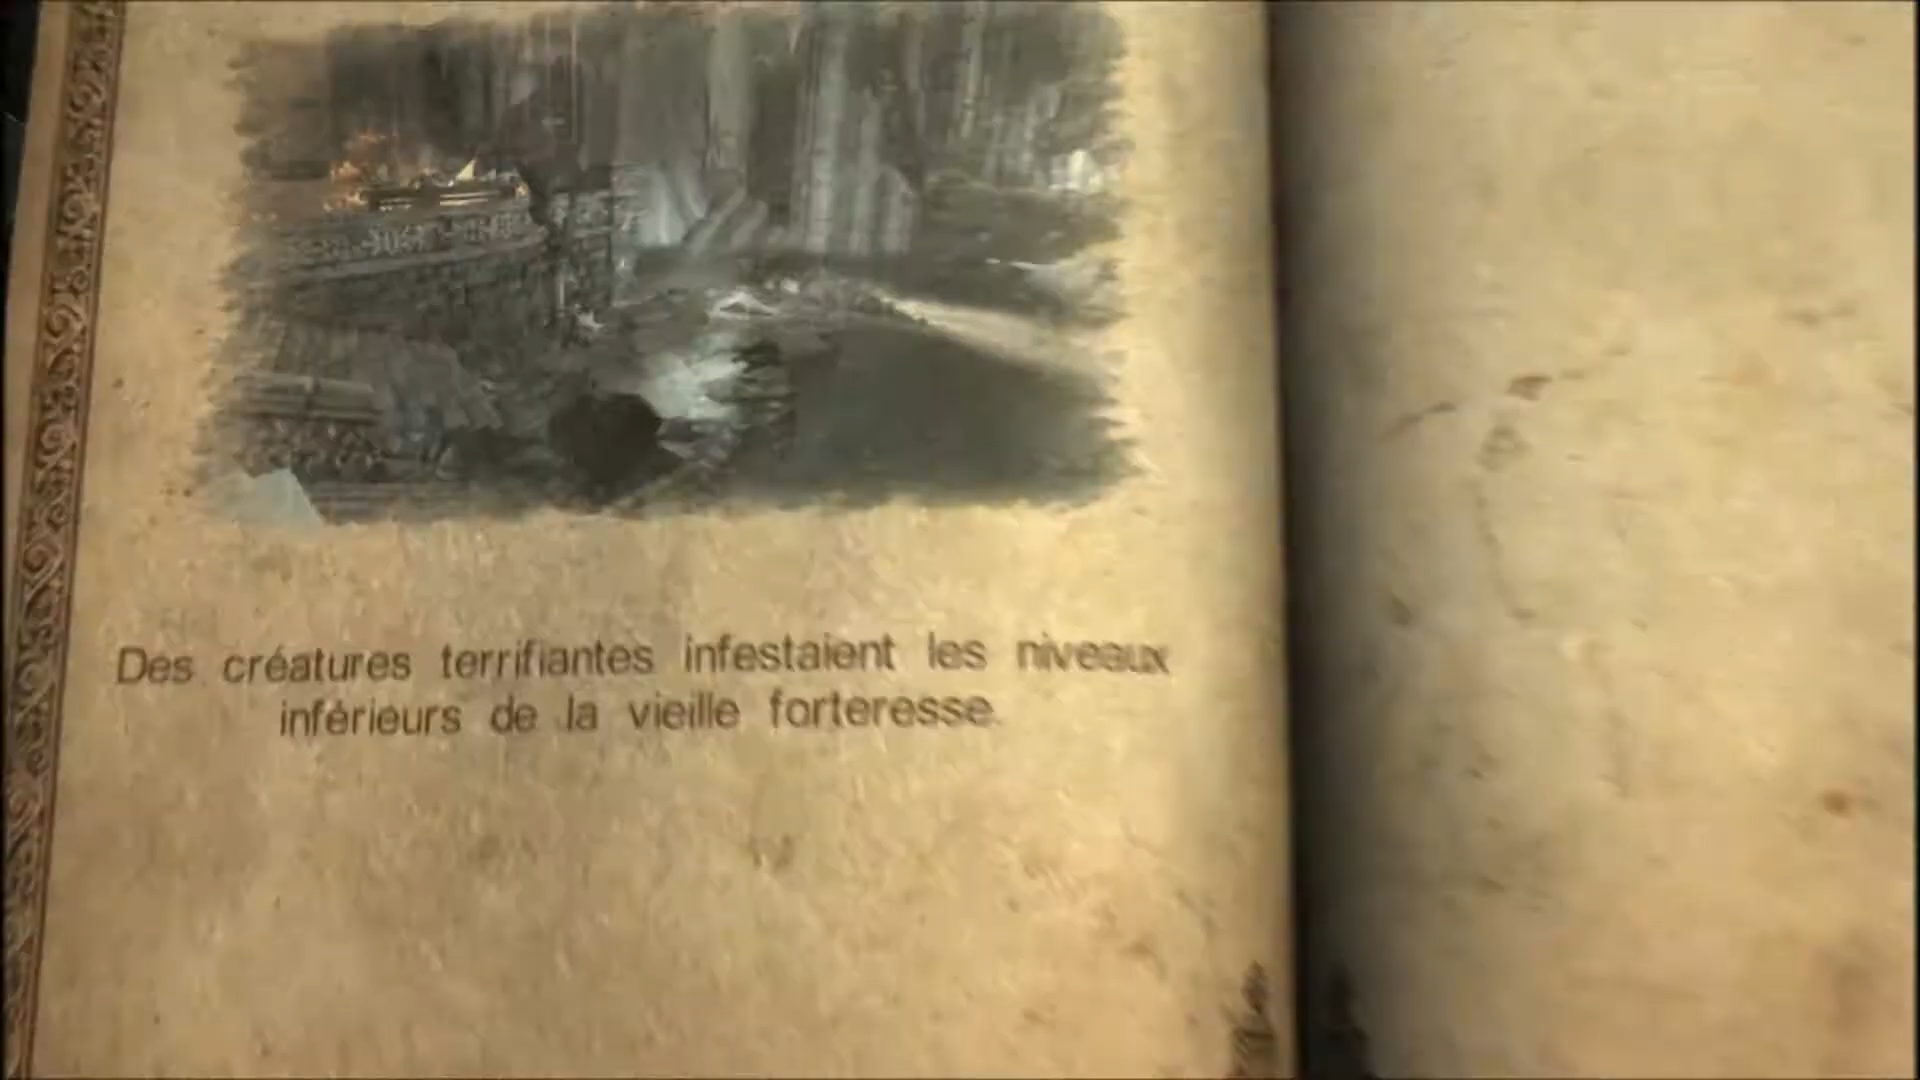 Des créatures terrifiantes infestaient les niveaux
inférieurs de la vieille forteresse.